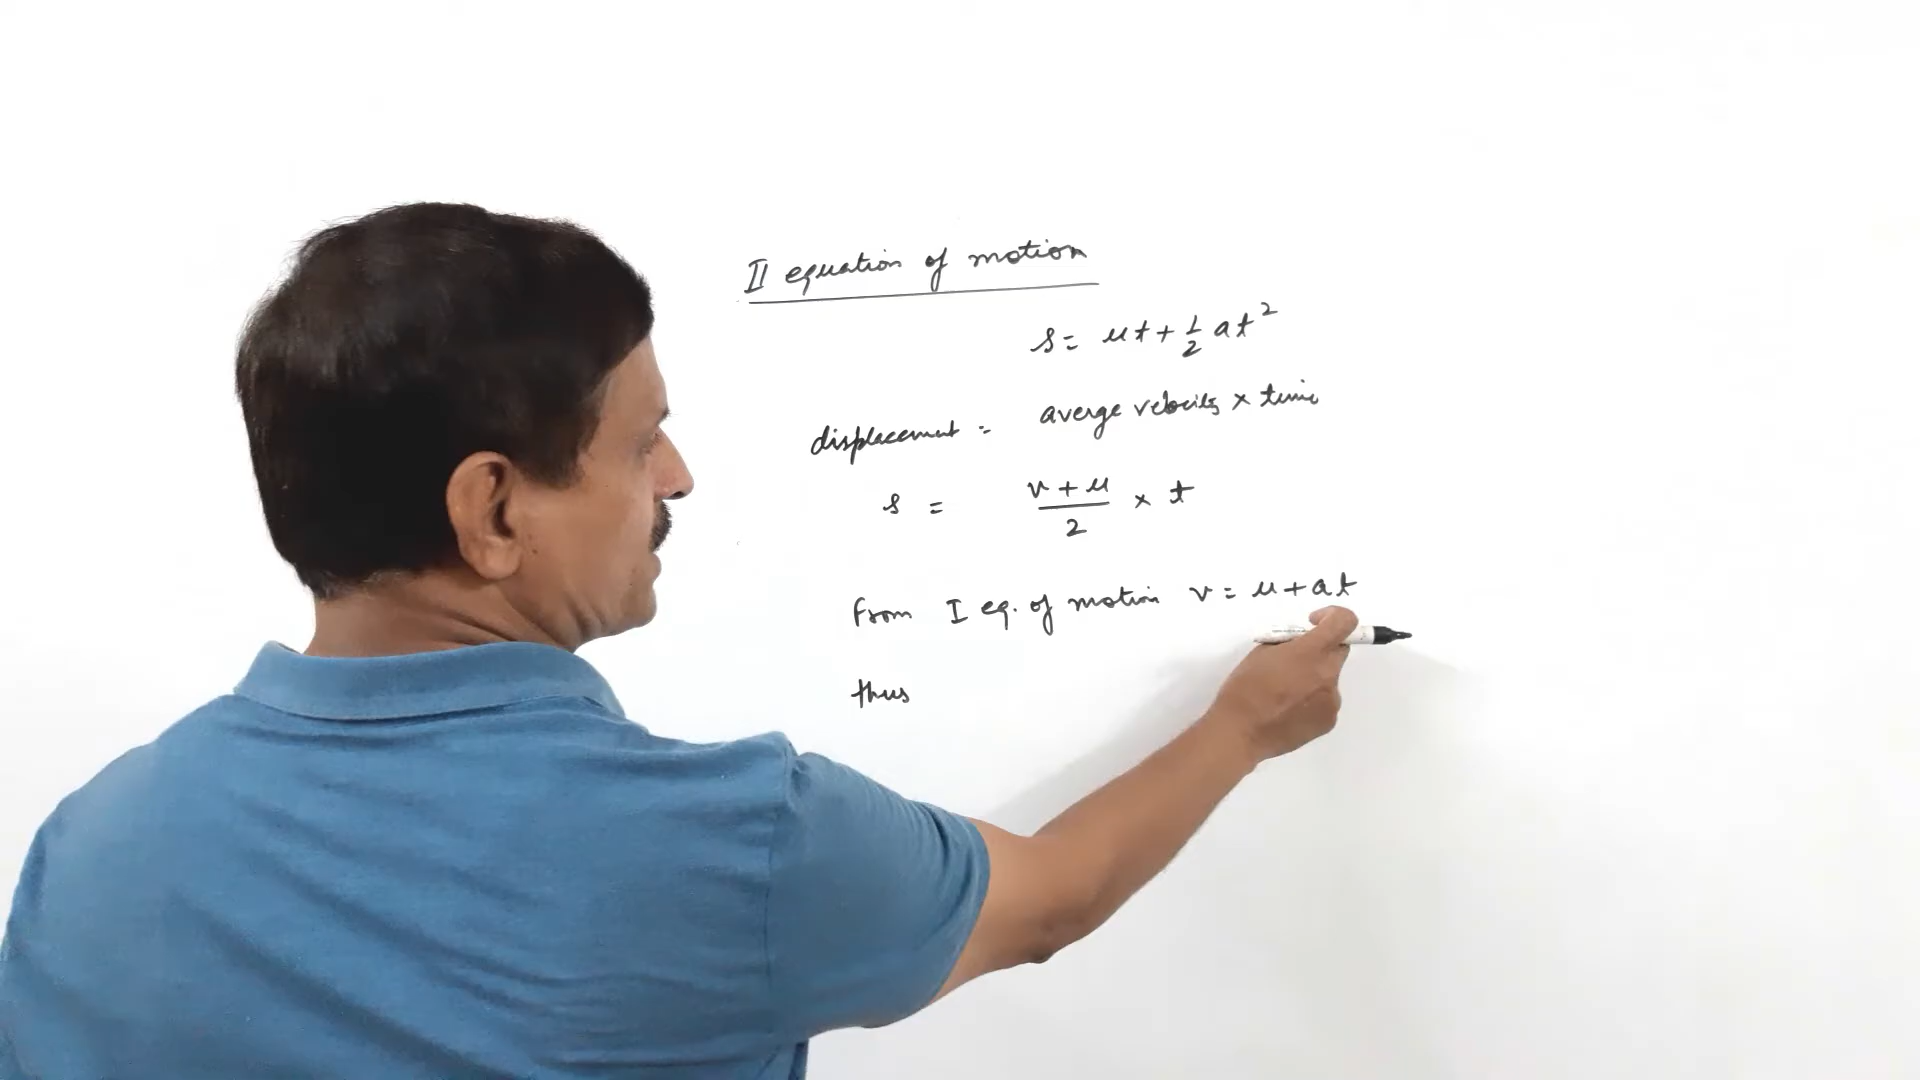 II equation of motion
s = ut + 1/2 at²
displacement = averge velocity × time
s = (v + u)/2 × t
From I eq. of motion v = u + at
thus